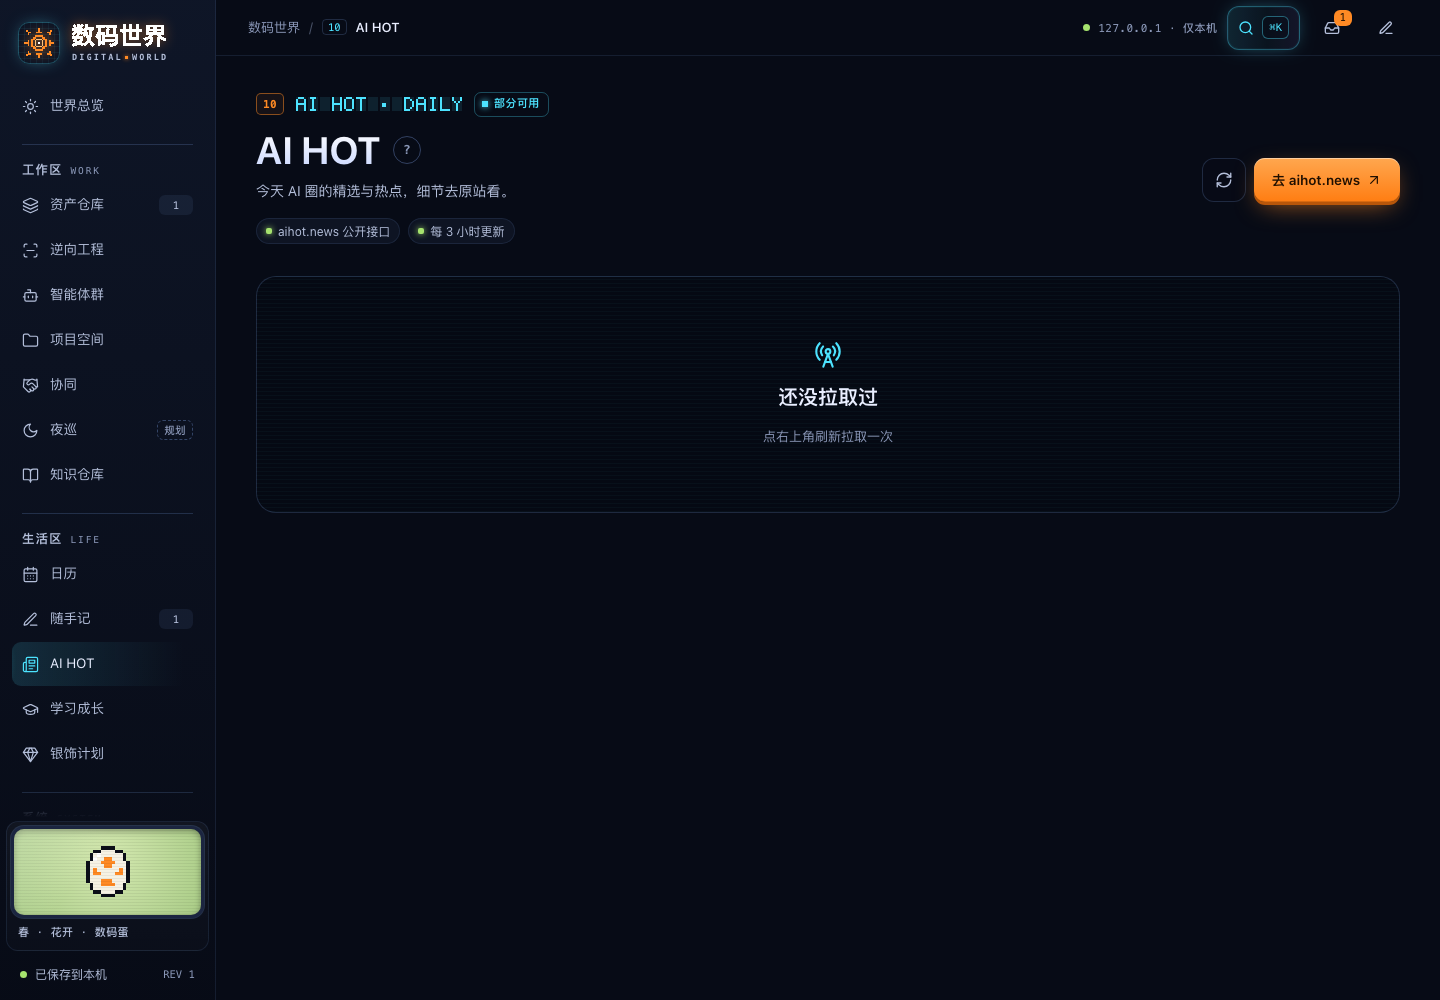 数码世界
DIGITAL WORLD
世界总览
工作区 WORK
资产仓库 1
逆向工程
智能体群
项目空间
协同
夜巡 规划
知识仓库
生活区 LIFE
日历
随手记 1
AI HOT
学习成长
银饰计划
春 · 花开 · 数码蛋
已保存到本机 REV 1
数码世界 / 10 AI HOT
127.0.0.1 · 仅本机
⌘K
1
10 AI HOT · DAILY 部分可用
AI HOT ?
今天 AI 圈的精选与热点，细节去原站看。
aihot.news 公开接口 每 3 小时更新
去 aihot.news
还没拉取过
点右上角刷新拉取一次